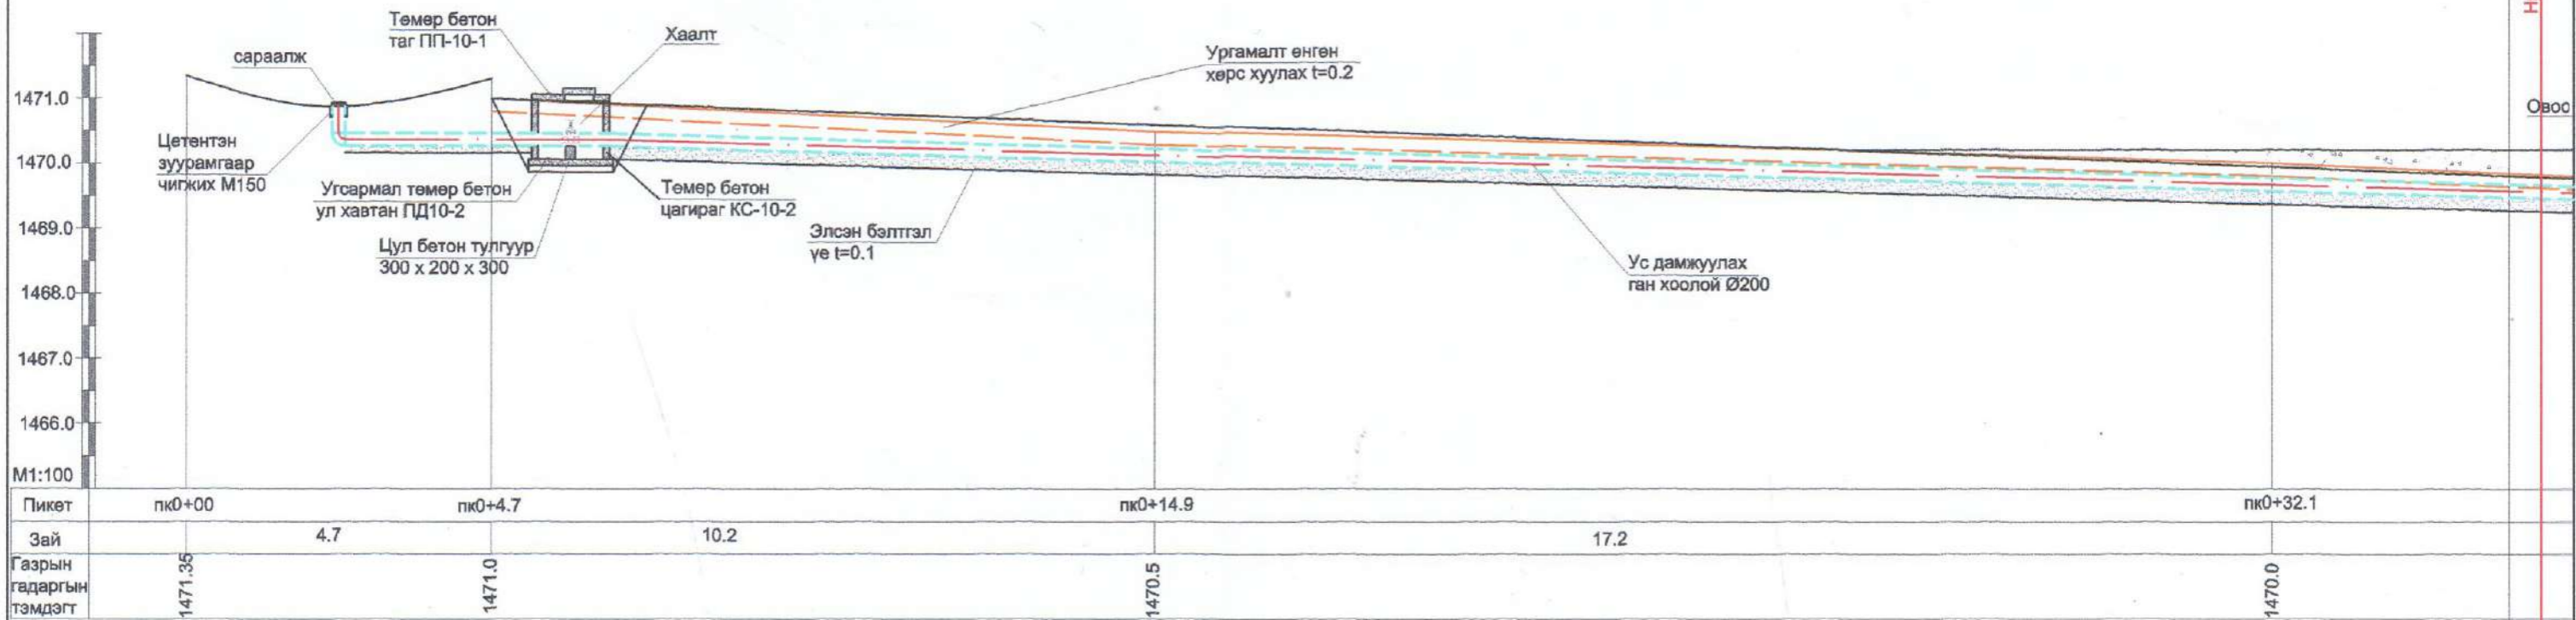 Төмөр бетон
таг ПП-10-1
Хаалт
сараалж
Ургамалт өнгөн
хөрс хуулах t=0.2
Н
Овоо
Цетентэн
зуурамгаар
чигжих М150
Угсармал төмөр бетон
ул хавтан ПД10-2
Цул бетон тулгуур
300 x 200 x 300
Төмөр бетон
цагираг КС-10-2
Элсэн бэлтгэл
үе t=0.1
Ус дамжуулах
ган хоолой Ø200
1471.0
1470.0
1469.0
1468.0
1467.0
1466.0
М1:100
Пикет пк0+00 пк0+4.7 пк0+14.9 пк0+32.1
Зай 4.7 10.2 17.2
Газрын
гадаргын
тэмдэгт
1471.35
1471.0
1470.5
1470.0